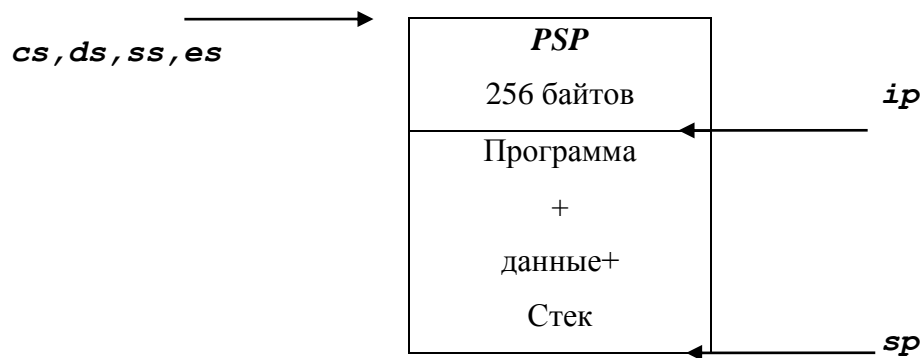 cs,ds,ss,es
PSP
256 байтов
ip
Программа
+
данные+
Стек
sp